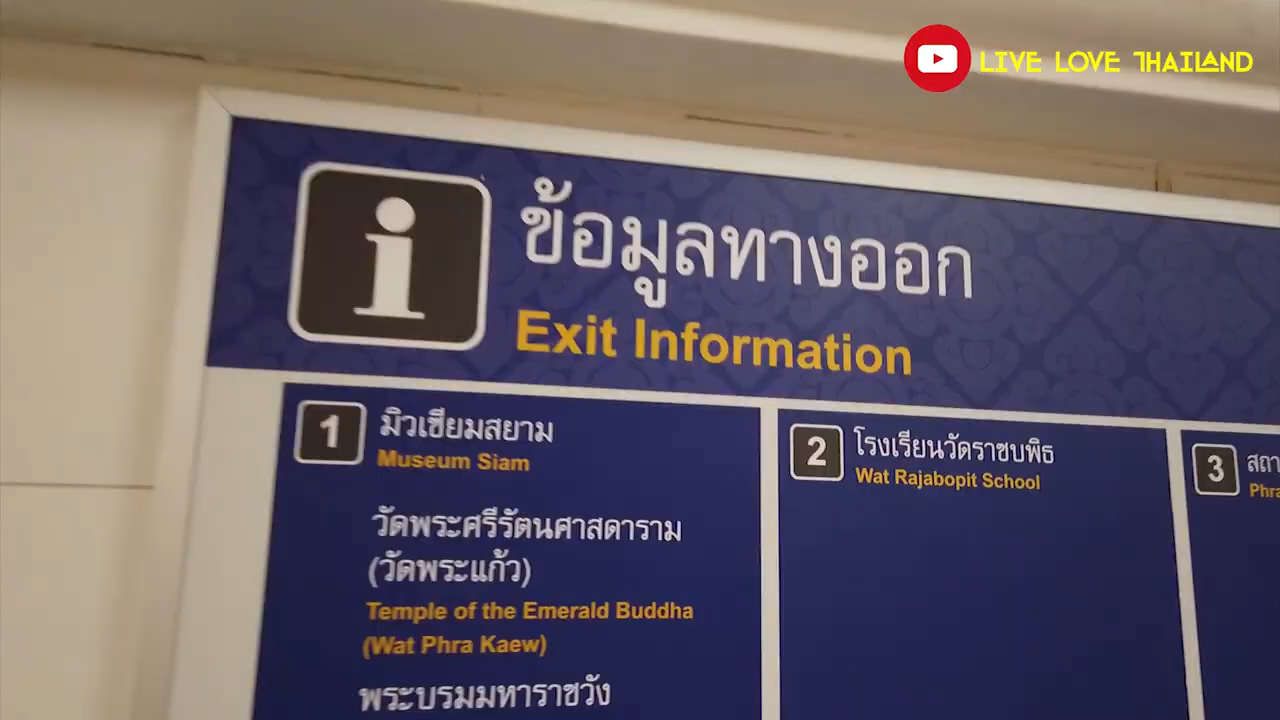 LIVE LOVE THAILAND
i
ข้อมูลทางออก
Exit Information
1
มิวเซียมสยาม
Museum Siam
วัดพระศรีรัตนศาสดาราม
(วัดพระแก้ว)
Temple of the Emerald Buddha
(Wat Phra Kaew)
พระบรมมหาราชวัง
2
โรงเรียนวัดราชบพิธ
Wat Rajabopit School
3